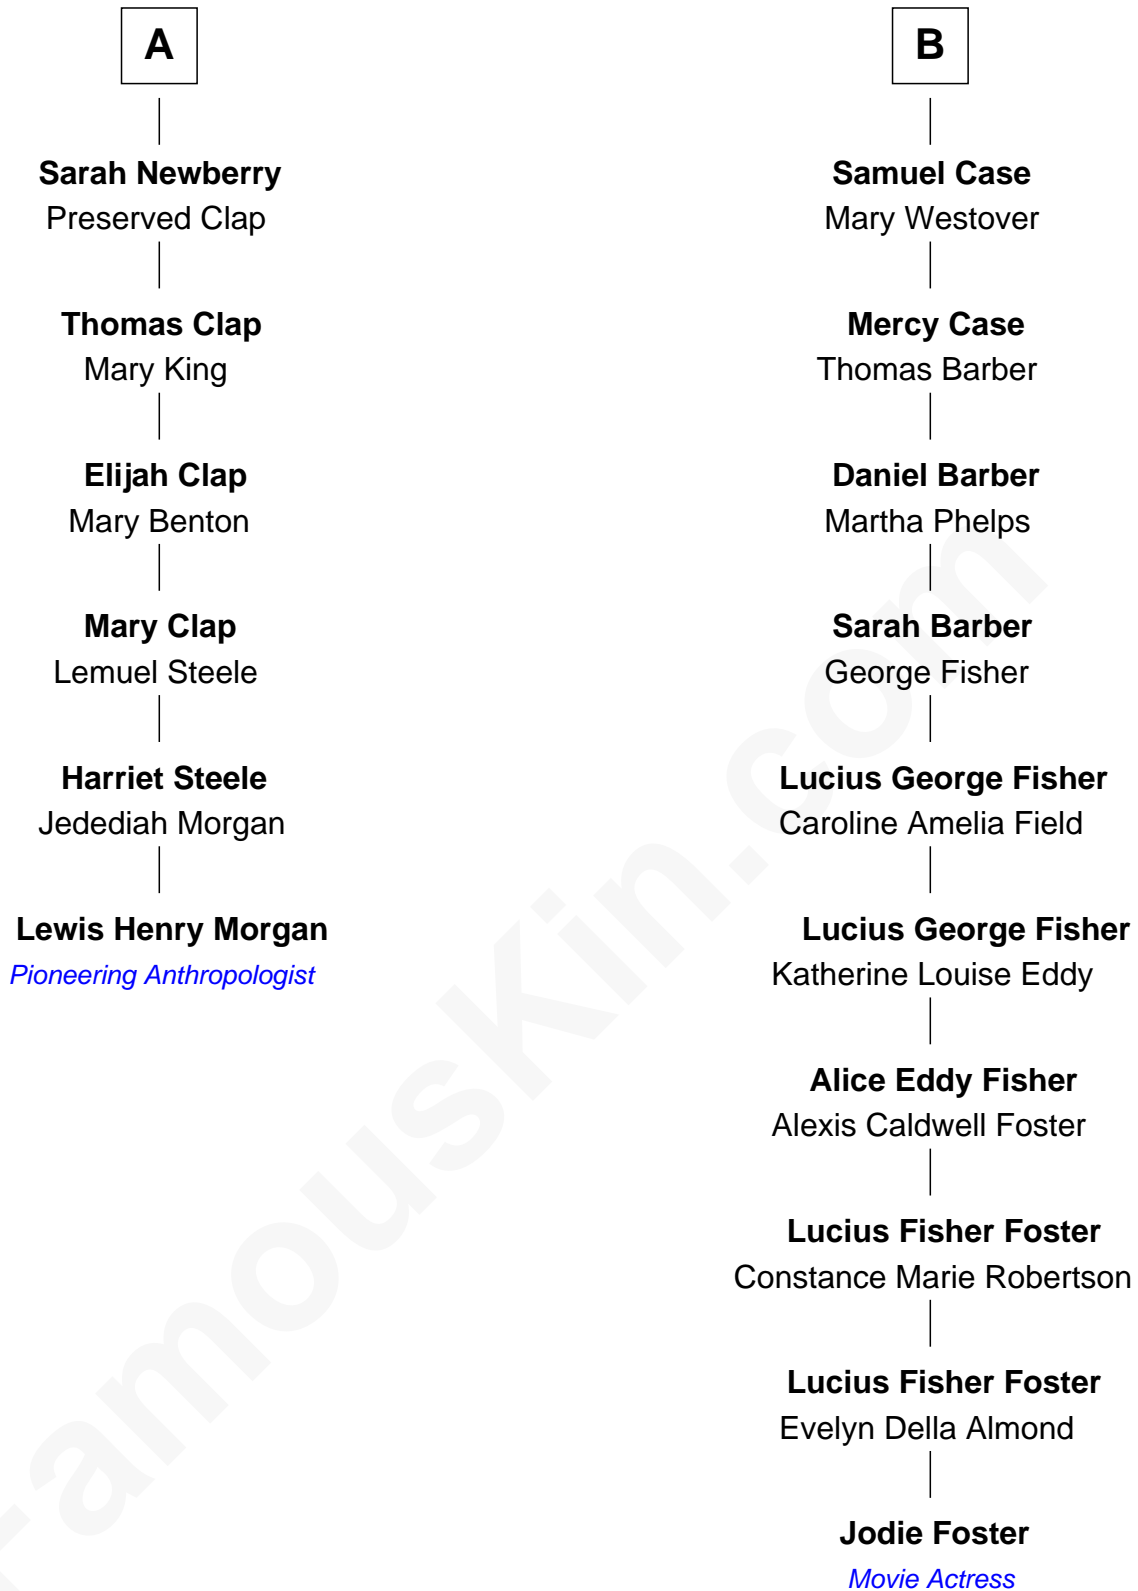 A
Sarah Newberry
Preserved Clap
Thomas Clap
Mary King
Elijah Clap
Mary Benton
Mary Clap
Lemuel Steele
Harriet Steele
Jedediah Morgan
Lewis Henry Morgan
Pioneering Anthropologist
B
Samuel Case
Mary Westover
Mercy Case
Thomas Barber
Daniel Barber
Martha Phelps
Sarah Barber
George Fisher
Lucius George Fisher
Caroline Amelia Field
Lucius George Fisher
Katherine Louise Eddy
Alice Eddy Fisher
Alexis Caldwell Foster
Lucius Fisher Foster
Constance Marie Robertson
Lucius Fisher Foster
Evelyn Della Almond
Jodie Foster
Movie Actress
FamousKin.com